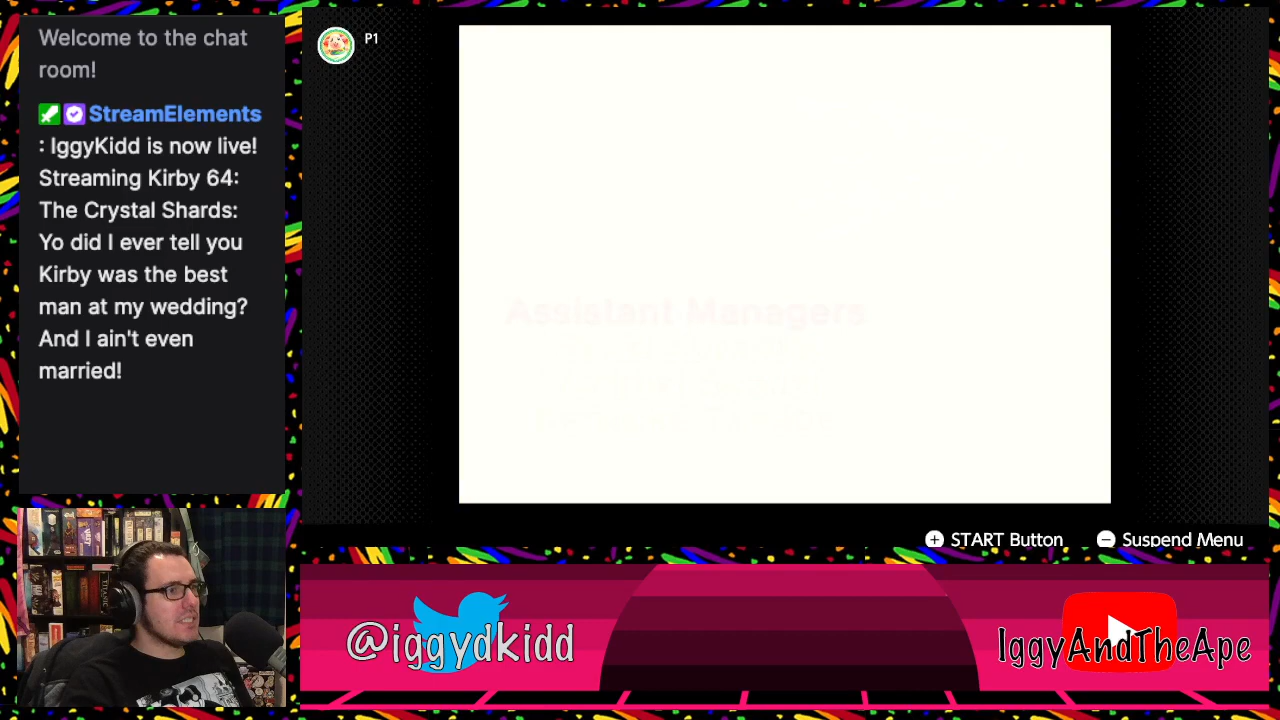 Welcome to the chat
room!
StreamElements
: IggyKidd is now live!
Streaming Kirby 64:
The Crystal Shards:
Yo did I ever tell you
Kirby was the best
man at my wedding?
And I ain't even
married!
P1
Assistant Managers
START Button
Suspend Menu
@iggydkidd
IggyAndTheApe